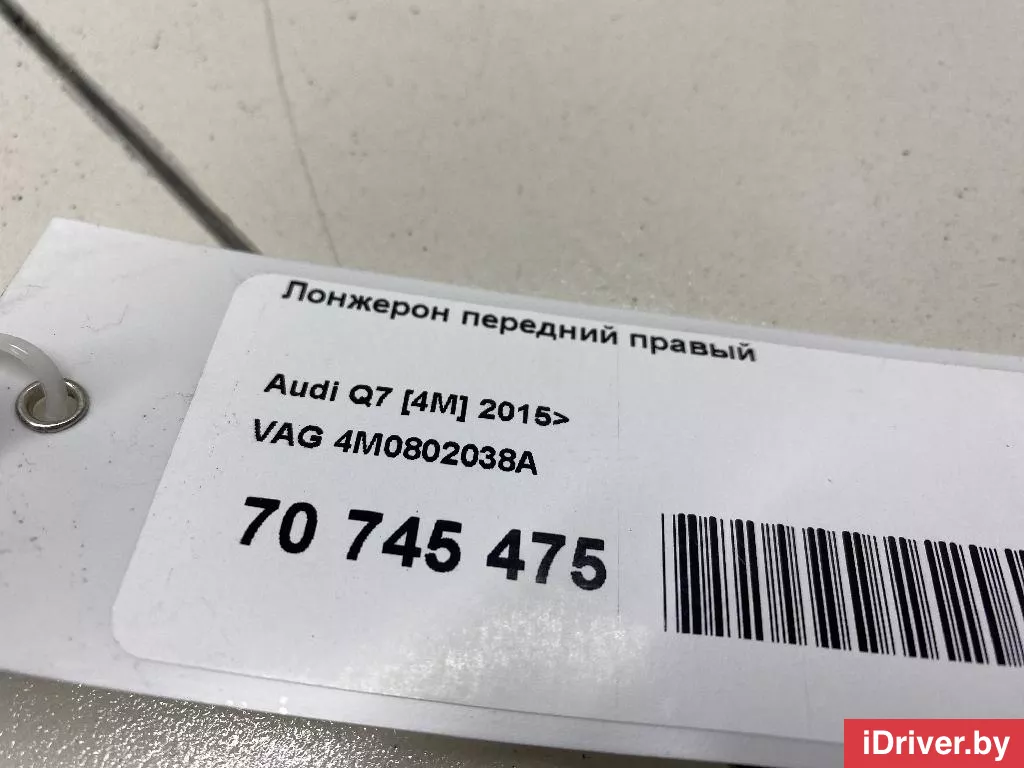 Лонжерон передний правый
Audi Q7 [4M] 2015>
VAG 4M0802038A
70 745 475
iDriver.by